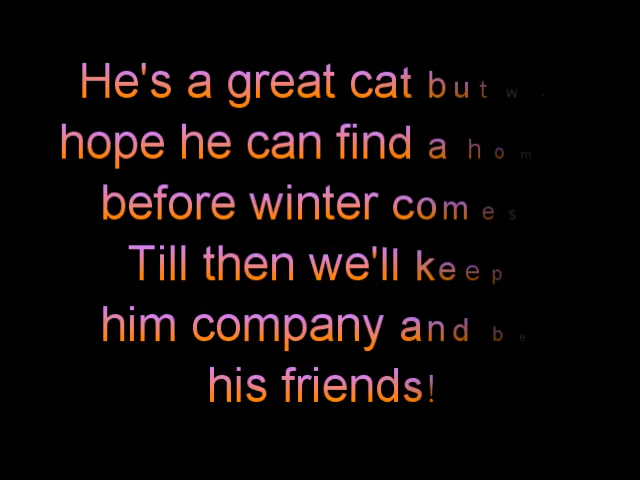 He's a great cat but w
hope he can find a hom
before winter comes
Till then we'll keep
him company and be
his friends!